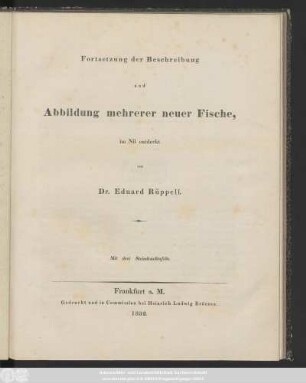 Fortsetzung der Beschreibung
und
Abbildung mehrerer neuer Fische,
im Nil entdeckt
von
Dr. Eduard Rüppell.
Mit drei Steindrucktafeln.
Frankfurt a. M.
Gedruckt und in Commission bei Heinrich Ludwig Brönner.